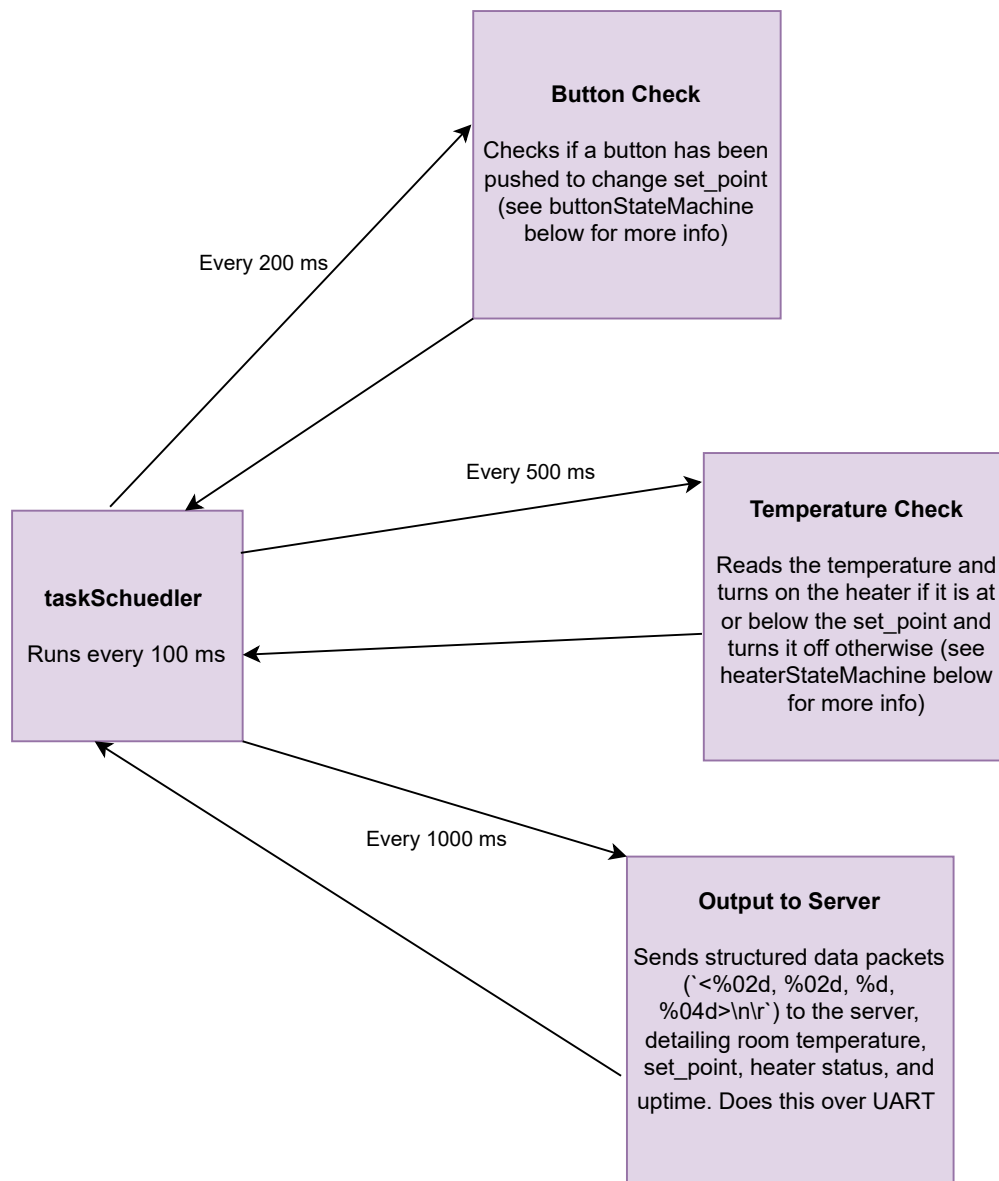 Button Check
Checks if a button has been
pushed to change set_point
(see buttonStateMachine
below for more info)
Every 200 ms
Every 500 ms
Temperature Check
Reads the temperature and
turns on the heater if it is at
or below the set_point and
turns it off otherwise (see
heaterStateMachine below
for more info)
taskSchuedler
Runs every 100 ms
Every 1000 ms
Output to Server
Sends structured data packets
(`<%02d, %02d, %d,
%04d>\n\r`) to the server,
detailing room temperature,
set_point, heater status, and
uptime. Does this over UART